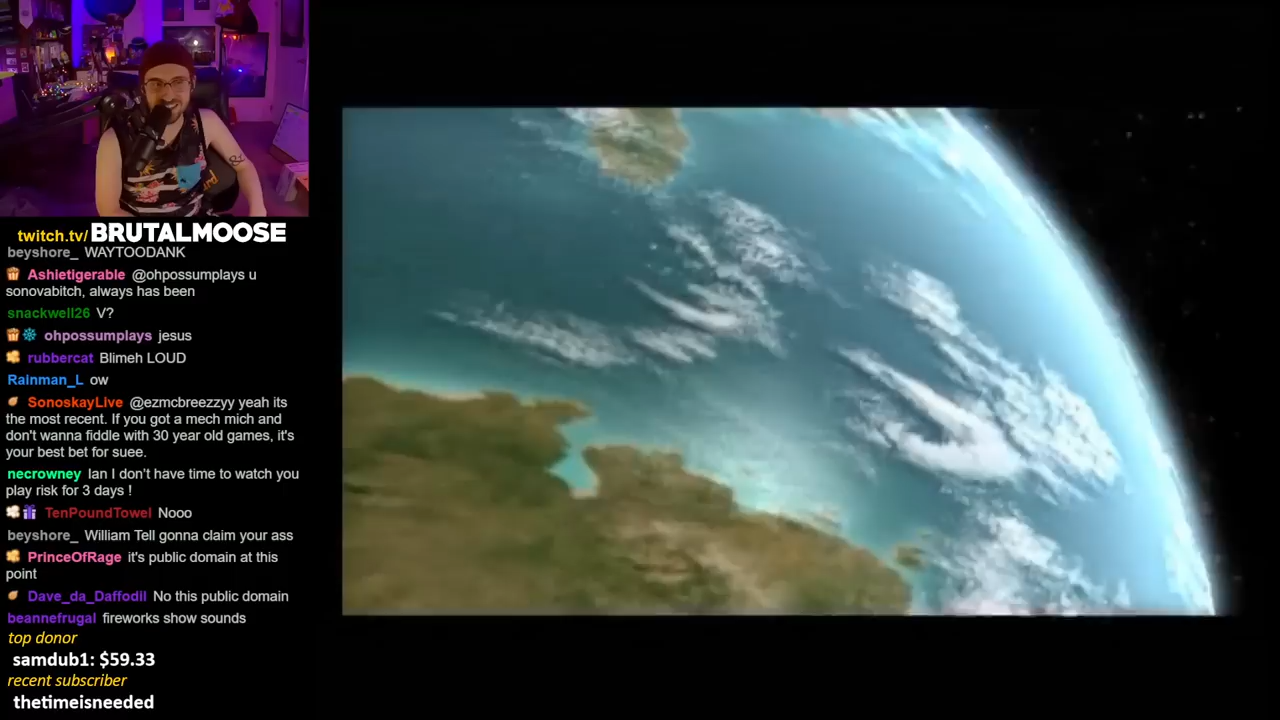 twitch.tv/BRUTALMOOSE
beyshore_ WAYTOODANK
Ashletigerable @ohpossumplays u
sonovabitch, always has been
snackwell26 V?
ohpossumplays jesus
rubbercat Blimeh LOUD
Rainman_L ow
SonoskayLive @ezmcbreezzyy yeah its
the most recent. If you got a mech mich and
don't wanna fiddle with 30 year old games, it's
your best bet for suee.
necrowney Ian I don't have time to watch you
play risk for 3 days !
TenPoundTowel Nooo
beyshore_ William Tell gonna claim your ass
PrinceOfRage it's public domain at this
point
Dave_da_Daffodil No this public domain
beannefrugal fireworks show sounds
top donor
samdub1: $59.33
recent subscriber
thetimeisneeded